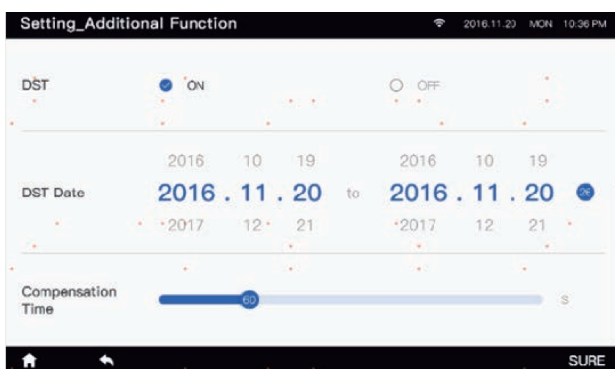 Setting_Additional Function 2016.11.20 MON 10:36 PM
DST ON OFF
2016 10 19 2016 10 19
DST Date 2016 . 11 . 20 to 2016 . 11 . 20
2017 12 21 2017 12 21
Compensation
Time
60 S
SURE